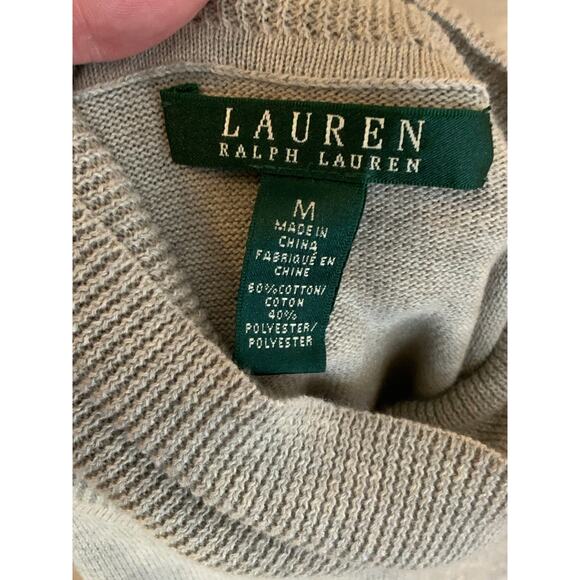 LAUREN
RALPH LAUREN
M
MADE IN
CHINA
FABRIQUÉ EN
CHINE
60% COTTON/
COTON
40%
POLYESTER/
POLYESTER